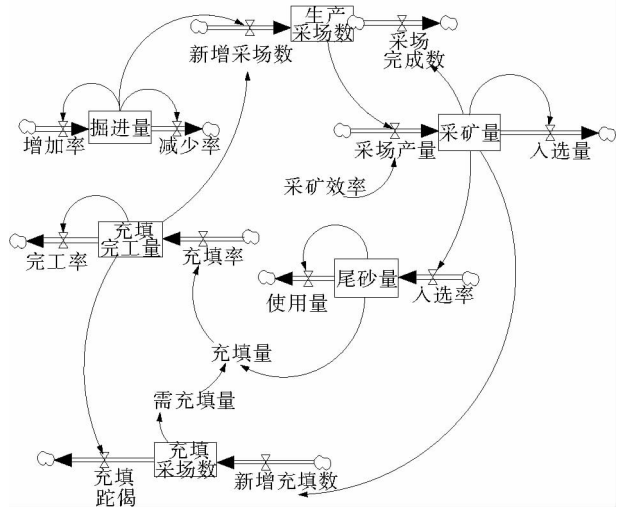 生产
采场数
新增采场数
采场
完成数
掘进量
增加率
减少率
采矿量
采场产量
入选量
采矿效率
充填
完工量
完工率
充填率
尾砂量
使用量
入选率
充填量
需充填量
充填
采场数
充填
跎偈
新增充填数